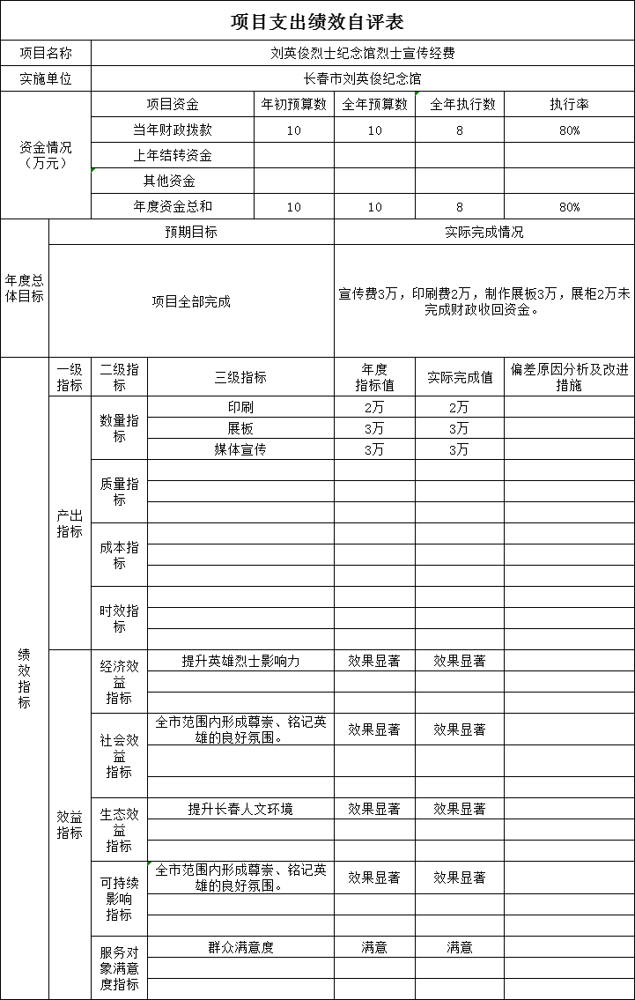 项目支出绩效自评表
项目名称 刘英俊烈士纪念馆烈士宣传经费
实施单位 长春市刘英俊纪念馆
资金情况
（万元）
项目资金 年初预算数 全年预算数 全年执行数 执行率
当年财政拨款 10 10 8 80%
上年结转资金
其他资金
年度资金总和 10 10 8 80%
年度总
体目标
预期目标 实际完成情况
项目全部完成
宣传费3万，印刷费2万，制作展板3万，展柜2万未
完成财政收回资金。
绩
效
指
标
一级
指标
二级指
标
三级指标
年度
指标值
实际完成值
偏差原因分析及改进
措施
产出
指标
数量指
标
印刷 2万 2万
展板 3万 3万
媒体宣传 3万 3万
质量指
标
成本指
标
时效指
标
效益
指标
经济效
益
指标
提升英雄烈士影响力 效果显著 效果显著
社会效
益
指标
全市范围内形成尊崇、铭记英
雄的良好氛围。
效果显著 效果显著
生态效
益
指标
提升长春人文环境 效果显著 效果显著
可持续
影响
指标
全市范围内形成尊崇、铭记英
雄的良好氛围。
效果显著 效果显著
服务对
象满意
度指标
群众满意度 满意 满意